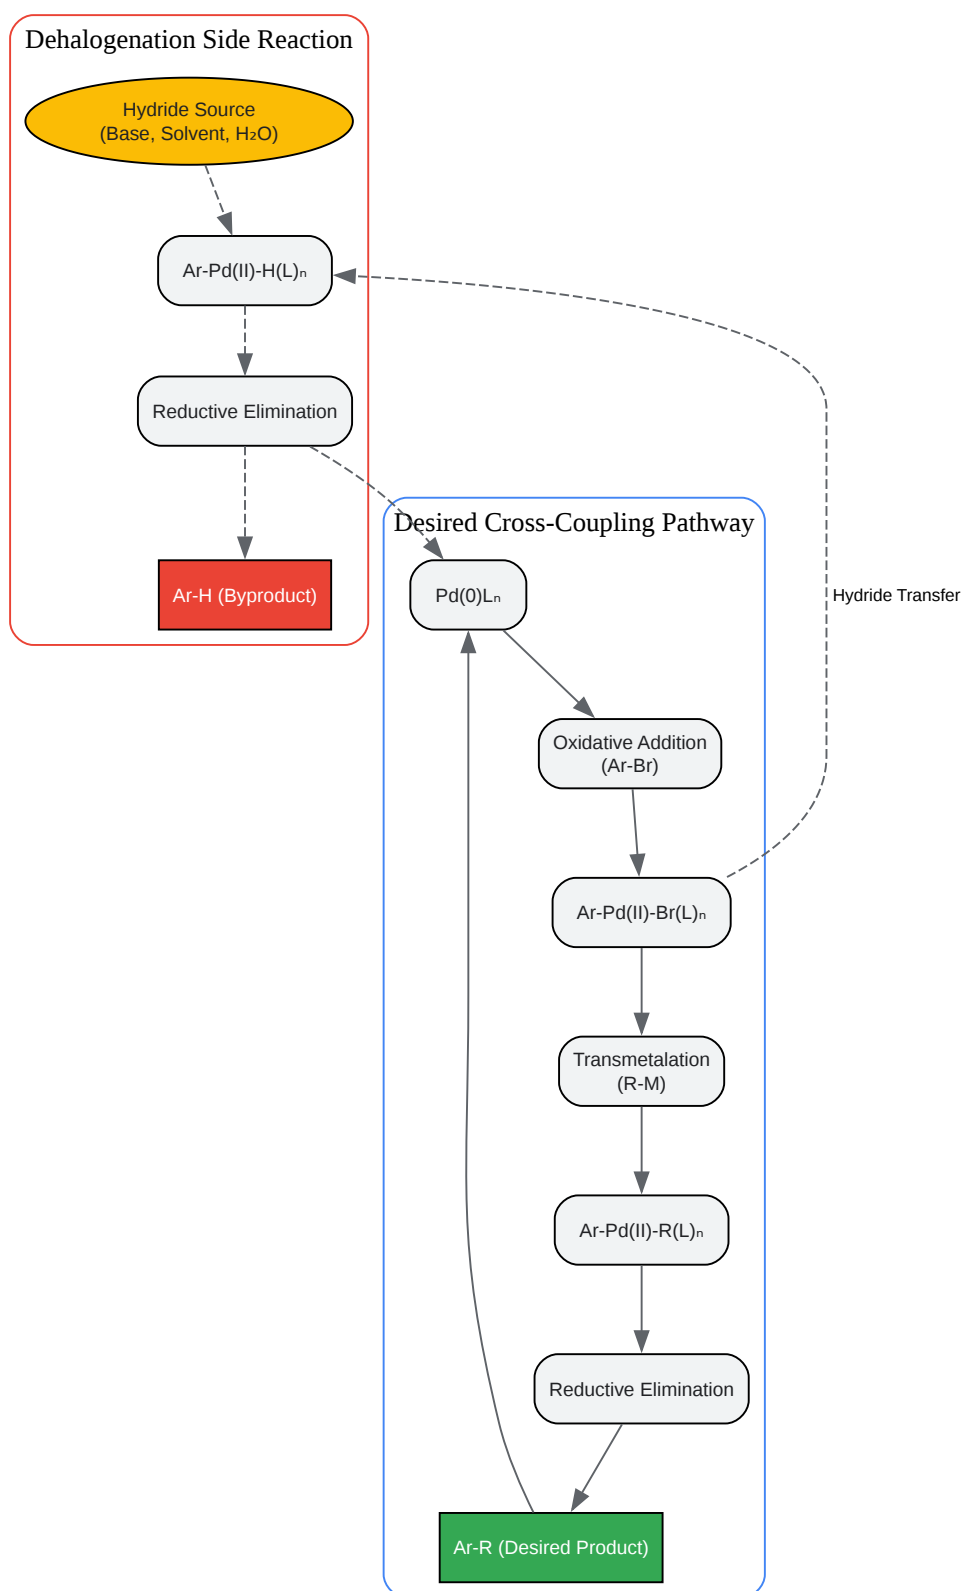 Dehalogenation Side Reaction
Hydride Source
(Base, Solvent, H₂O)
Ar-Pd(II)-H(L)ₙ
Reductive Elimination
Ar-H (Byproduct)
Desired Cross-Coupling Pathway
Pd(0)Lₙ
Hydride Transfer
Oxidative Addition
(Ar-Br)
Ar-Pd(II)-Br(L)ₙ
Transmetalation
(R-M)
Ar-Pd(II)-R(L)ₙ
Reductive Elimination
Ar-R (Desired Product)